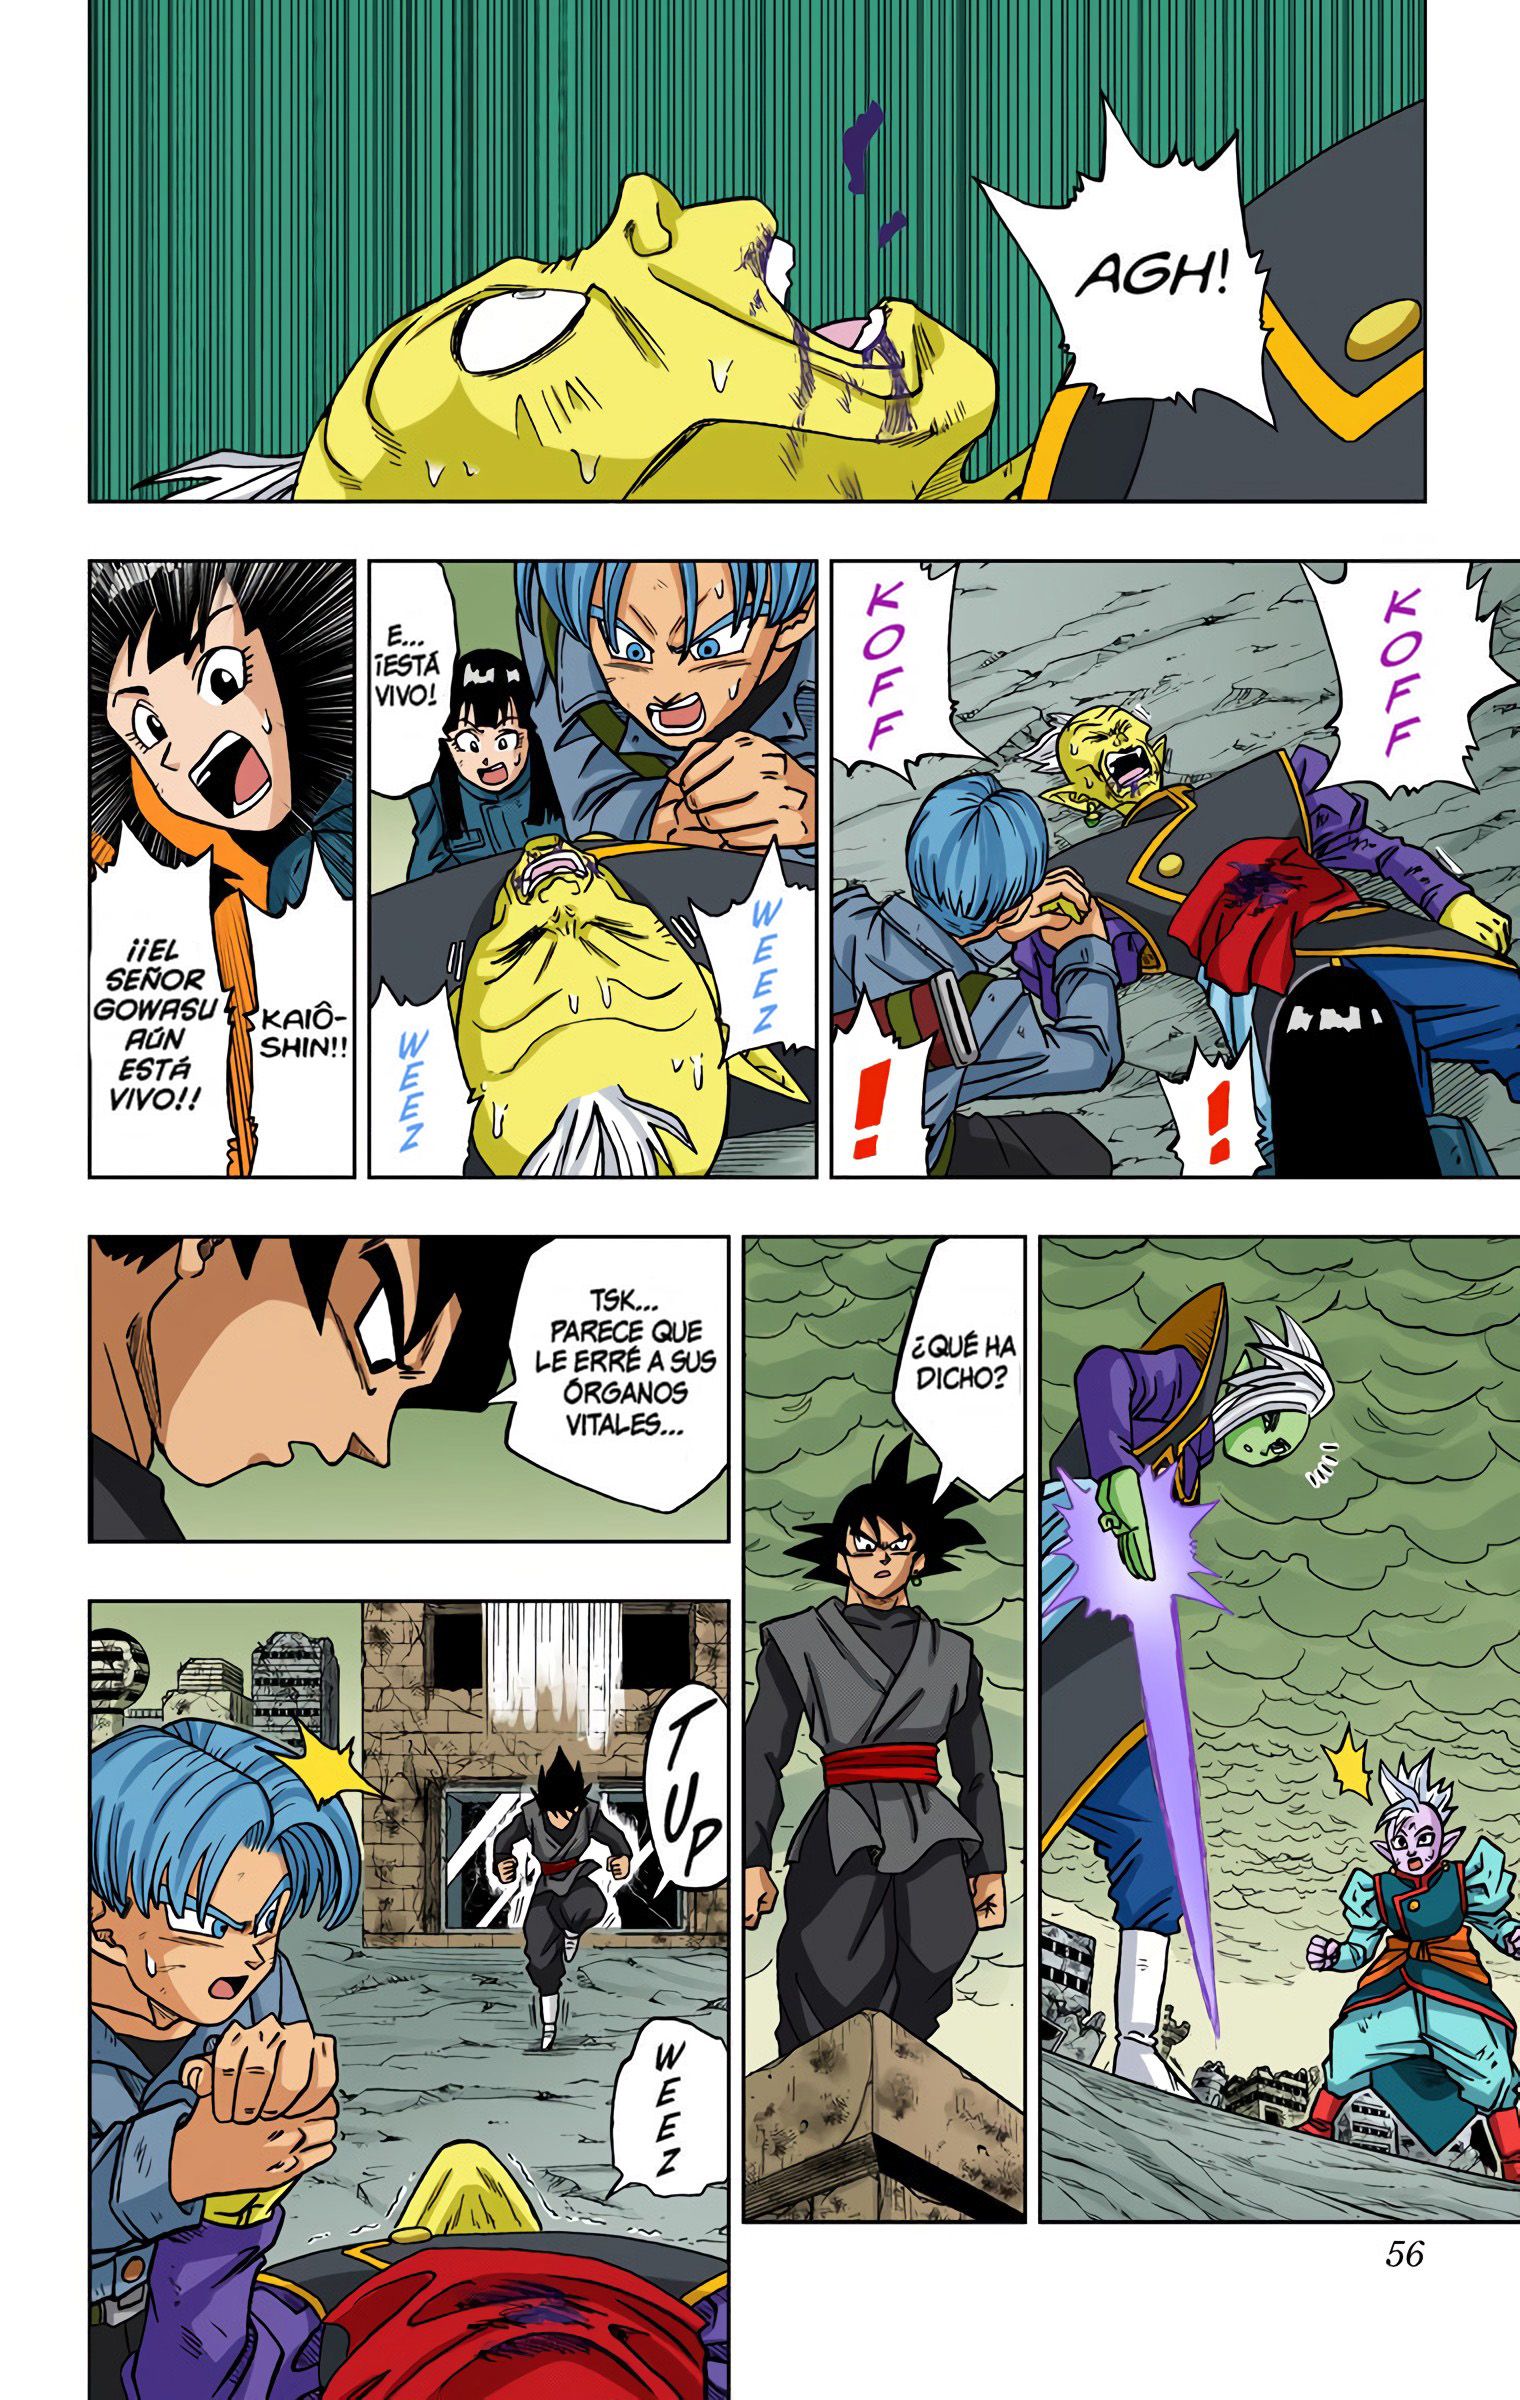 AGH!
KOFF
KOFF
!
!
E...
¡ESTÁ
VIVO!
WEEZ
WEEZ
KAIÔ-
SHIN!!
¡¡EL
SEÑOR
GOWASU
AÚN
ESTÁ
VIVO!!
¿QUÉ HA
DICHO?
TSK...
PARECE QUE
LE ERRÉ A SUS
ÓRGANOS
VITALES...
TUP
WEEZ
56